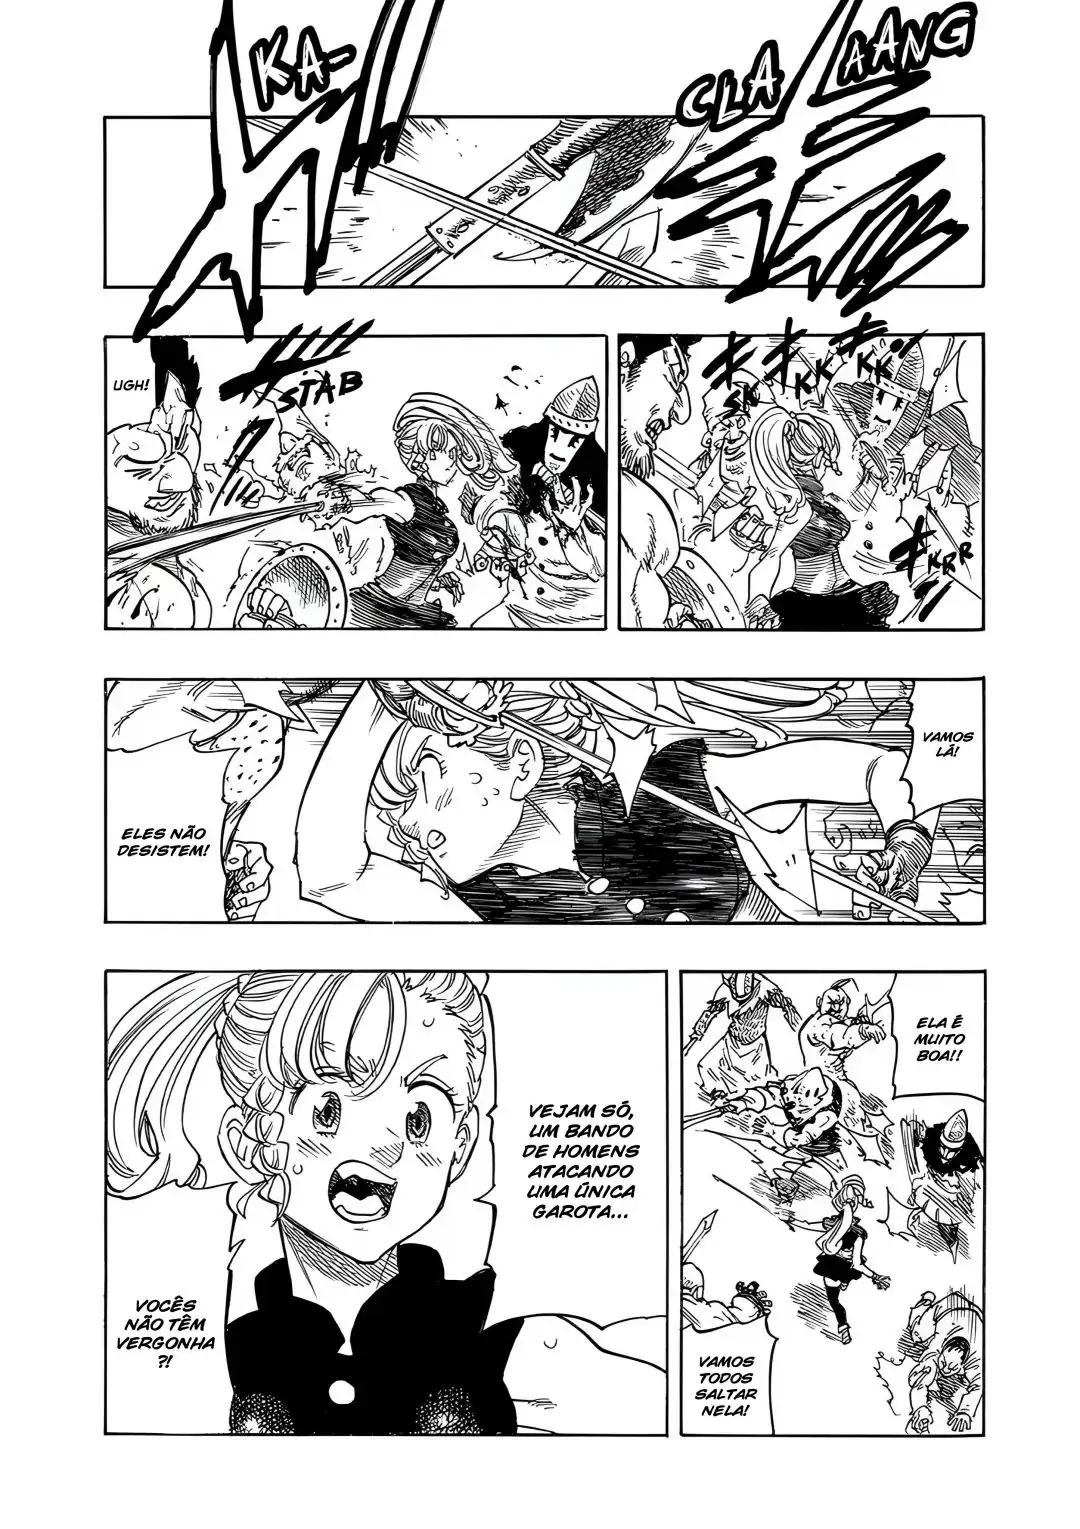 KA-
CLA
AANG
SK
KK
KK
KRR
UGH!
STAB
VAMOS
LÁ!
ELES NÃO
DESISTEM!
ELA É
MUITO
BOA!!
VAMOS
TODOS
SALTAR
NELA!
VEJAM SÓ,
UM BANDO
DE HOMENS
ATACANDO
UMA ÚNICA
GAROTA...
VOCÊS
NÃO TÊM
VERGONHA
?!